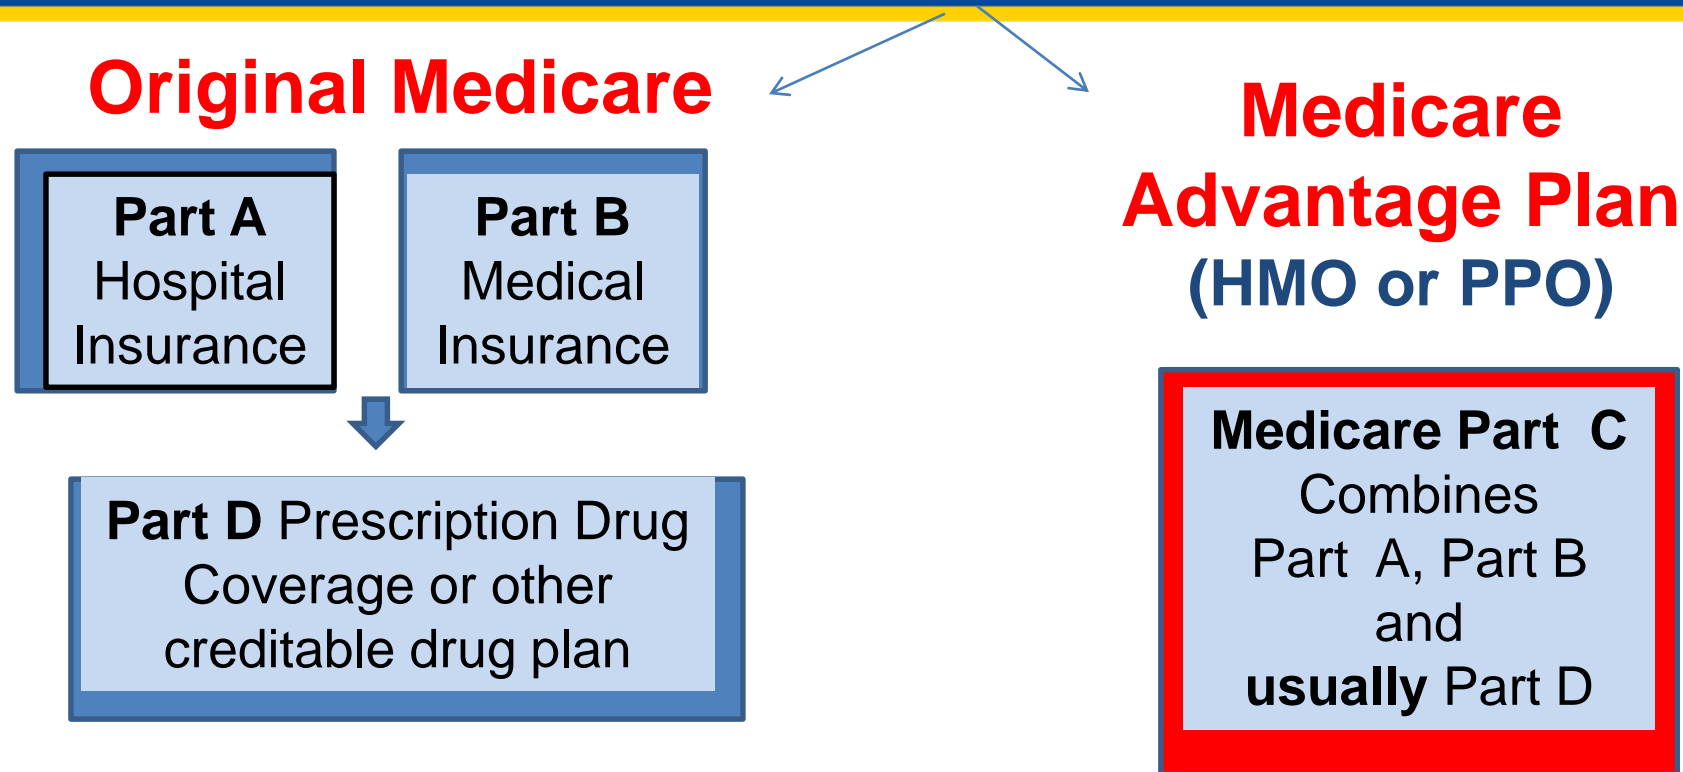 Original Medicare
Part A
Hospital
Insurance
Part B
Medical
Insurance
Part D Prescription Drug
Coverage or other
creditable drug plan
Medicare
Advantage Plan
(HMO or PPO)
Medicare Part C
Combines
Part A, Part B
and
usually Part D